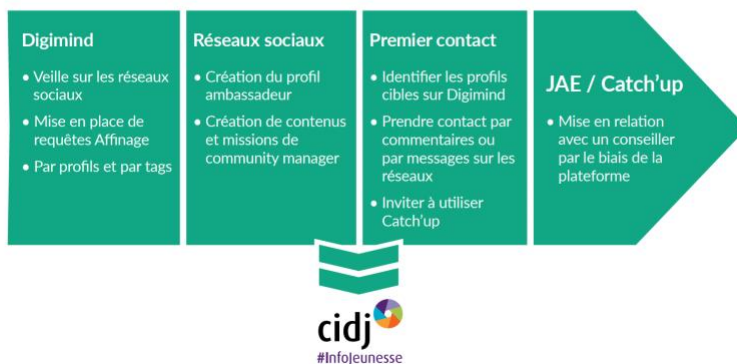 Digimind
• Veille sur les réseaux
sociaux
• Mise en place de
requêtes Affinage
• Par profils et par tags
Réseaux sociaux
• Création du profil
ambassadeur
• Création de contenus
et missions de
community manager
Premier contact
• Identifier les profils
cibles sur Digimind
• Prendre contact par
commentaires ou
par messages sur les
réseaux
• Inviter à utiliser
Catch'up
JAE / Catch'up
• Mise en relation
avec un conseiller
par le biais de la
plateforme
cidj
#InfoJeunesse